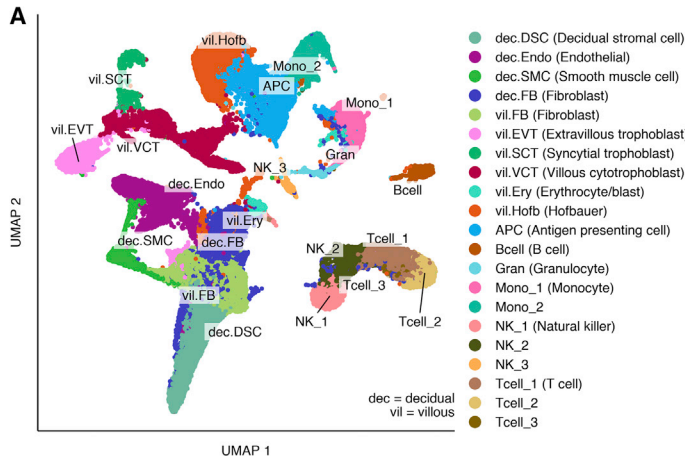 A
vil.Hofb
Mono_2
vil.SCT
APC
Mono_1
vil.EVT
vil.VCT
Gran
NK_3
dec.Endo
Bcell
vil.Ery
dec.SMC
dec.FB
NK_2
Tcell_1
Tcell_3
vil.FB
NK_1
Tcell_2
dec.DSC
dec = decidual
vil = villous
UMAP 2
UMAP 1
dec.DSC (Decidual stromal cell)
dec.Endo (Endothelial)
dec.SMC (Smooth muscle cell)
dec.FB (Fibroblast)
vil.FB (Fibroblast)
vil.EVT (Extravillous trophoblast)
vil.SCT (Syncytial trophoblast)
vil.VCT (Villous cytotrophoblast)
vil.Ery (Erythrocyte/blast)
vil.Hofb (Hofbauer)
APC (Antigen presenting cell)
Bcell (B cell)
Gran (Granulocyte)
Mono_1 (Monocyte)
Mono_2
NK_1 (Natural killer)
NK_2
NK_3
Tcell_1 (T cell)
Tcell_2
Tcell_3